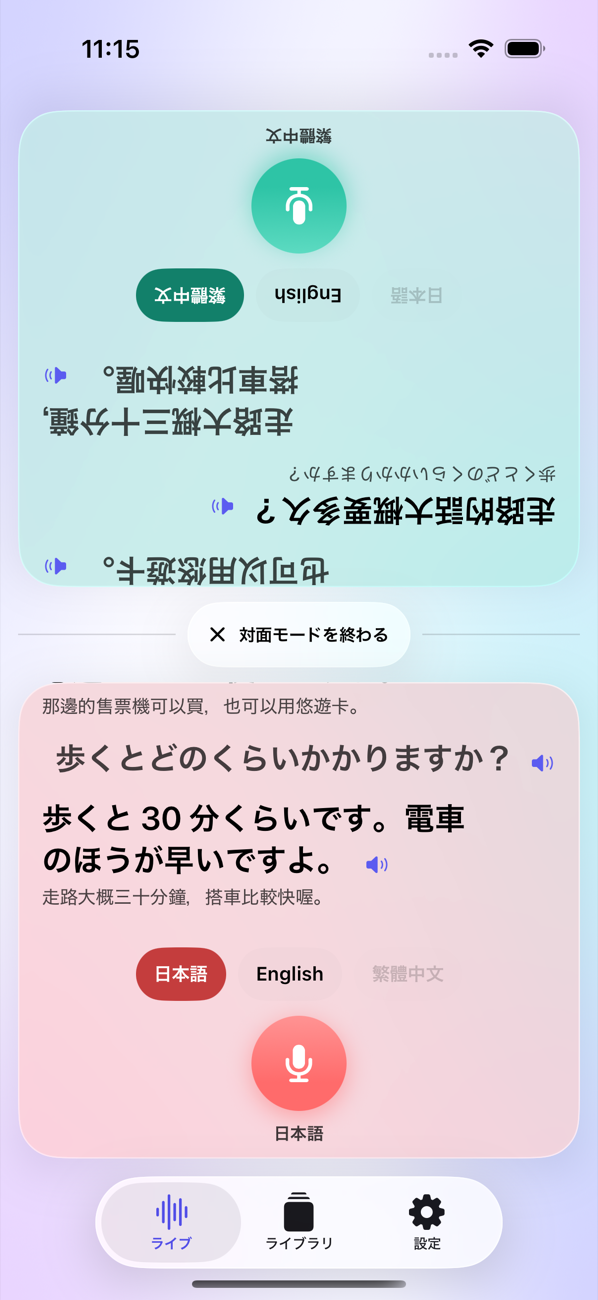 11:15
繁體中文
繁體中文
English
日本語
搭車比較快喔。
走路大概三十分鐘,
歩くとどのくらいかかりますか？
走路的話大概要多久？
也可以用悠遊卡。
対面モードを終わる
那邊的售票機可以買，也可以用悠遊卡。
歩くとどのくらいかかりますか？
歩くと 30 分くらいです。電車
のほうが早いですよ。
走路大概三十分鐘，搭車比較快喔。
日本語
English
繁體中文
日本語
ライブ
ライブラリ
設定